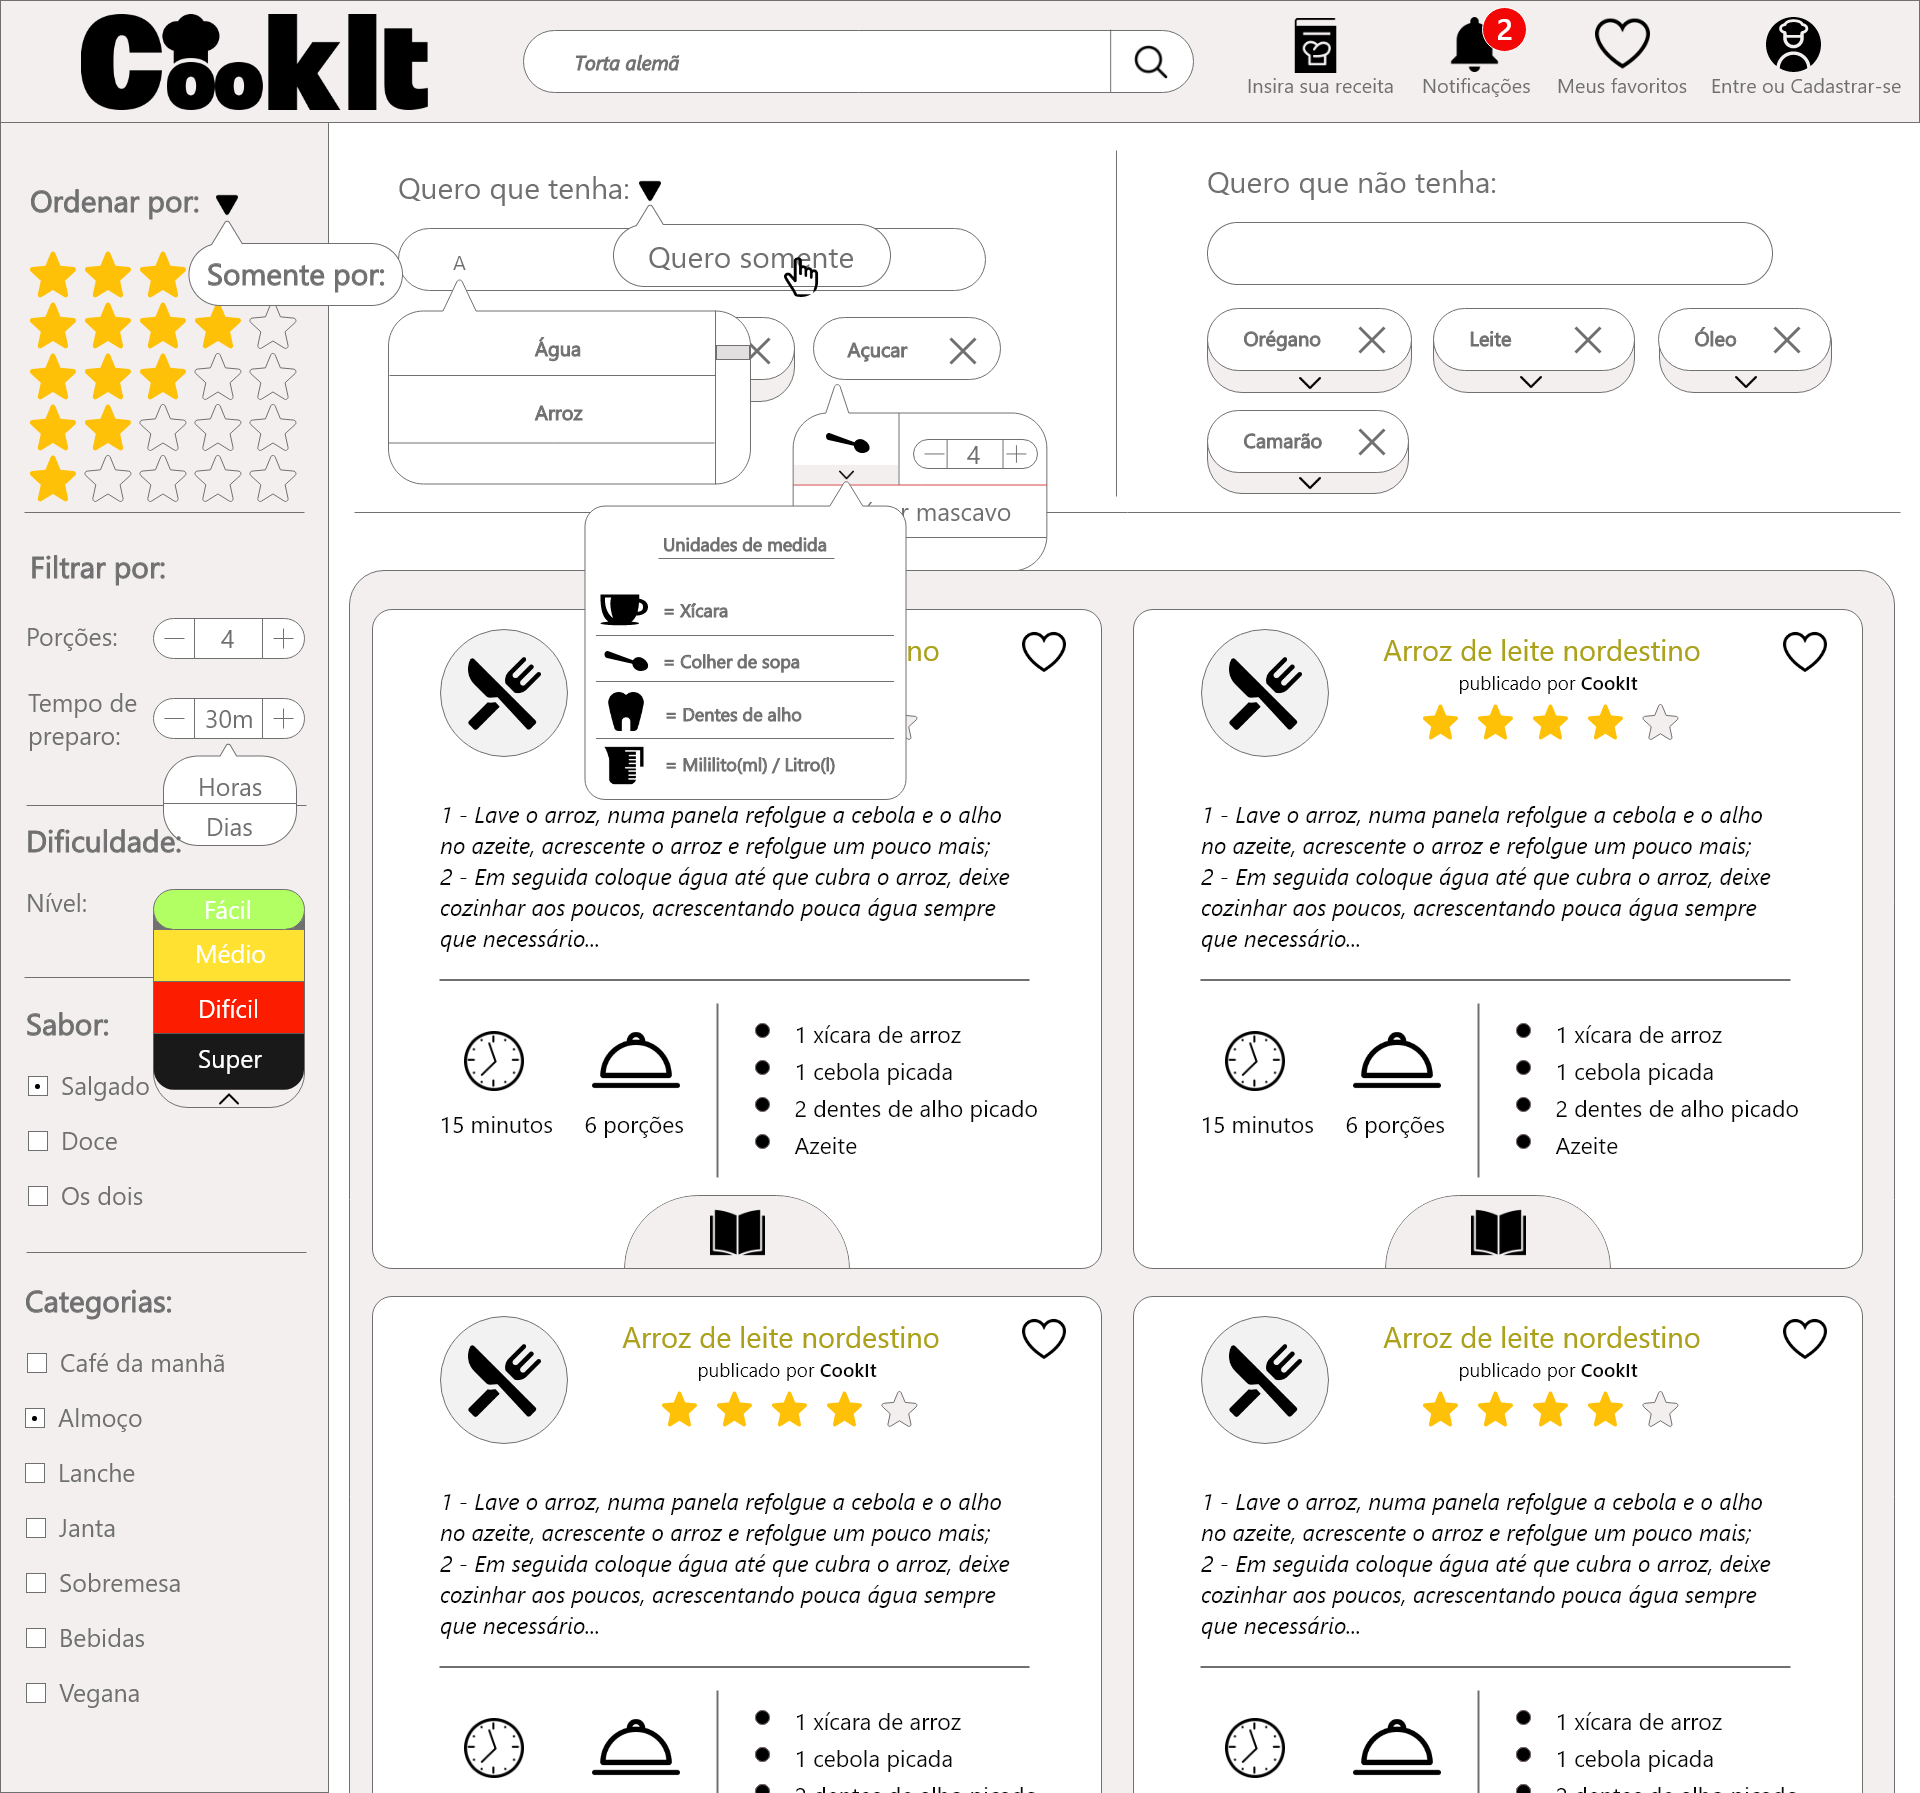 CookIt
Torta alemã
Insira sua receita
2
Notificações
Meus favoritos
Entre ou Cadastrar-se
Ordenar por:
Somente por:
Filtrar por:
Porções:
4
Tempo de
preparo:
30m
Horas
Dias
Dificuldade:
Nível:
Fácil
Médio
Difícil
Super
Sabor:
Salgado
Doce
Os dois
Categorias:
Café da manhã
Almoço
Lanche
Janta
Sobremesa
Bebidas
Vegana
Quero que tenha:
Quero somente
A
Água
Arroz
Açucar
4
r mascavo
Unidades de medida
= Xícara
= Colher de sopa
= Dentes de alho
= Mililito(ml) / Litro(l)
Quero que não tenha:
Orégano
Leite
Óleo
Camarão
no
1 - Lave o arroz, numa panela refolgue a cebola e o alho
no azeite, acrescente o arroz e refolgue um pouco mais;
2 - Em seguida coloque água até que cubra o arroz, deixe
cozinhar aos poucos, acrescentando pouca água sempre
que necessário...
15 minutos
6 porções
1 xícara de arroz
1 cebola picada
2 dentes de alho picado
Azeite
Arroz de leite nordestino
publicado por CookIt
1 - Lave o arroz, numa panela refolgue a cebola e o alho
no azeite, acrescente o arroz e refolgue um pouco mais;
2 - Em seguida coloque água até que cubra o arroz, deixe
cozinhar aos poucos, acrescentando pouca água sempre
que necessário...
15 minutos
6 porções
1 xícara de arroz
1 cebola picada
2 dentes de alho picado
Azeite
Arroz de leite nordestino
publicado por CookIt
1 - Lave o arroz, numa panela refolgue a cebola e o alho
no azeite, acrescente o arroz e refolgue um pouco mais;
2 - Em seguida coloque água até que cubra o arroz, deixe
cozinhar aos poucos, acrescentando pouca água sempre
que necessário...
1 xícara de arroz
1 cebola picada
2 dentes de alho picado
Arroz de leite nordestino
publicado por CookIt
1 - Lave o arroz, numa panela refolgue a cebola e o alho
no azeite, acrescente o arroz e refolgue um pouco mais;
2 - Em seguida coloque água até que cubra o arroz, deixe
cozinhar aos poucos, acrescentando pouca água sempre
que necessário...
1 xícara de arroz
1 cebola picada
2 dentes de alho picado